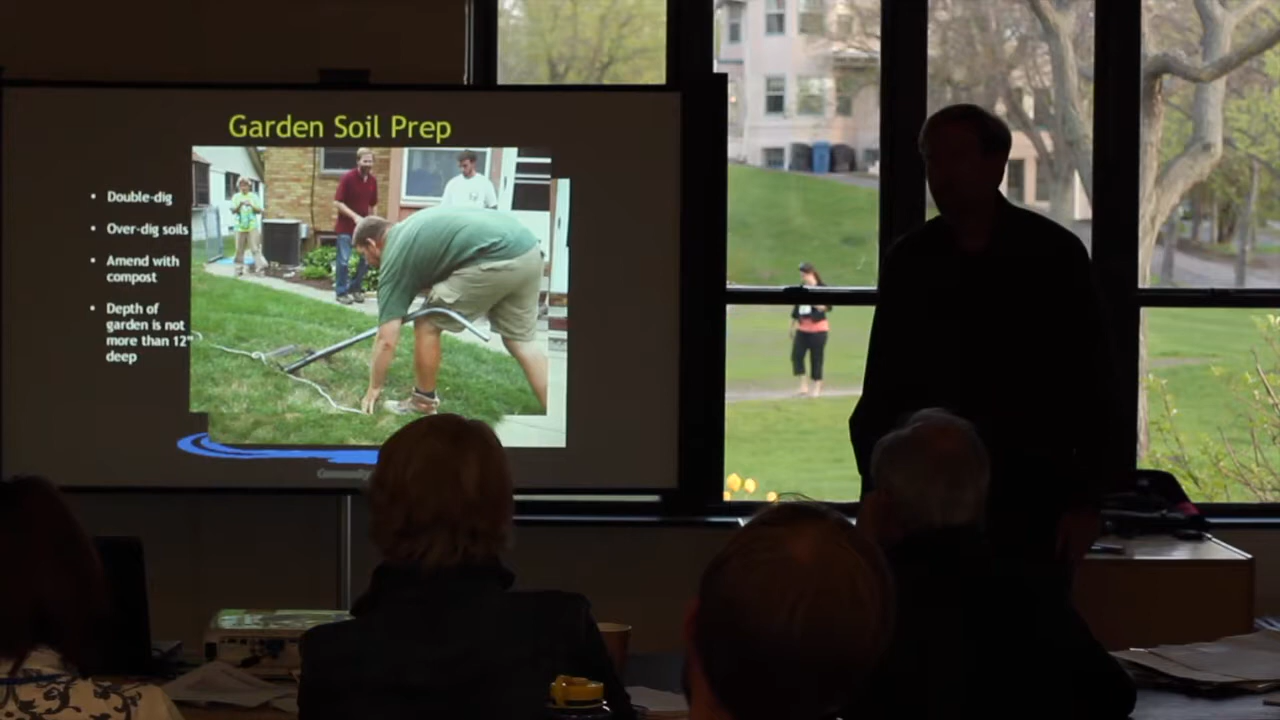 Garden Soil Prep
• Double-dig
• Over-dig soils
• Amend with
compost
• Depth of
garden is not
more than 12"
deep